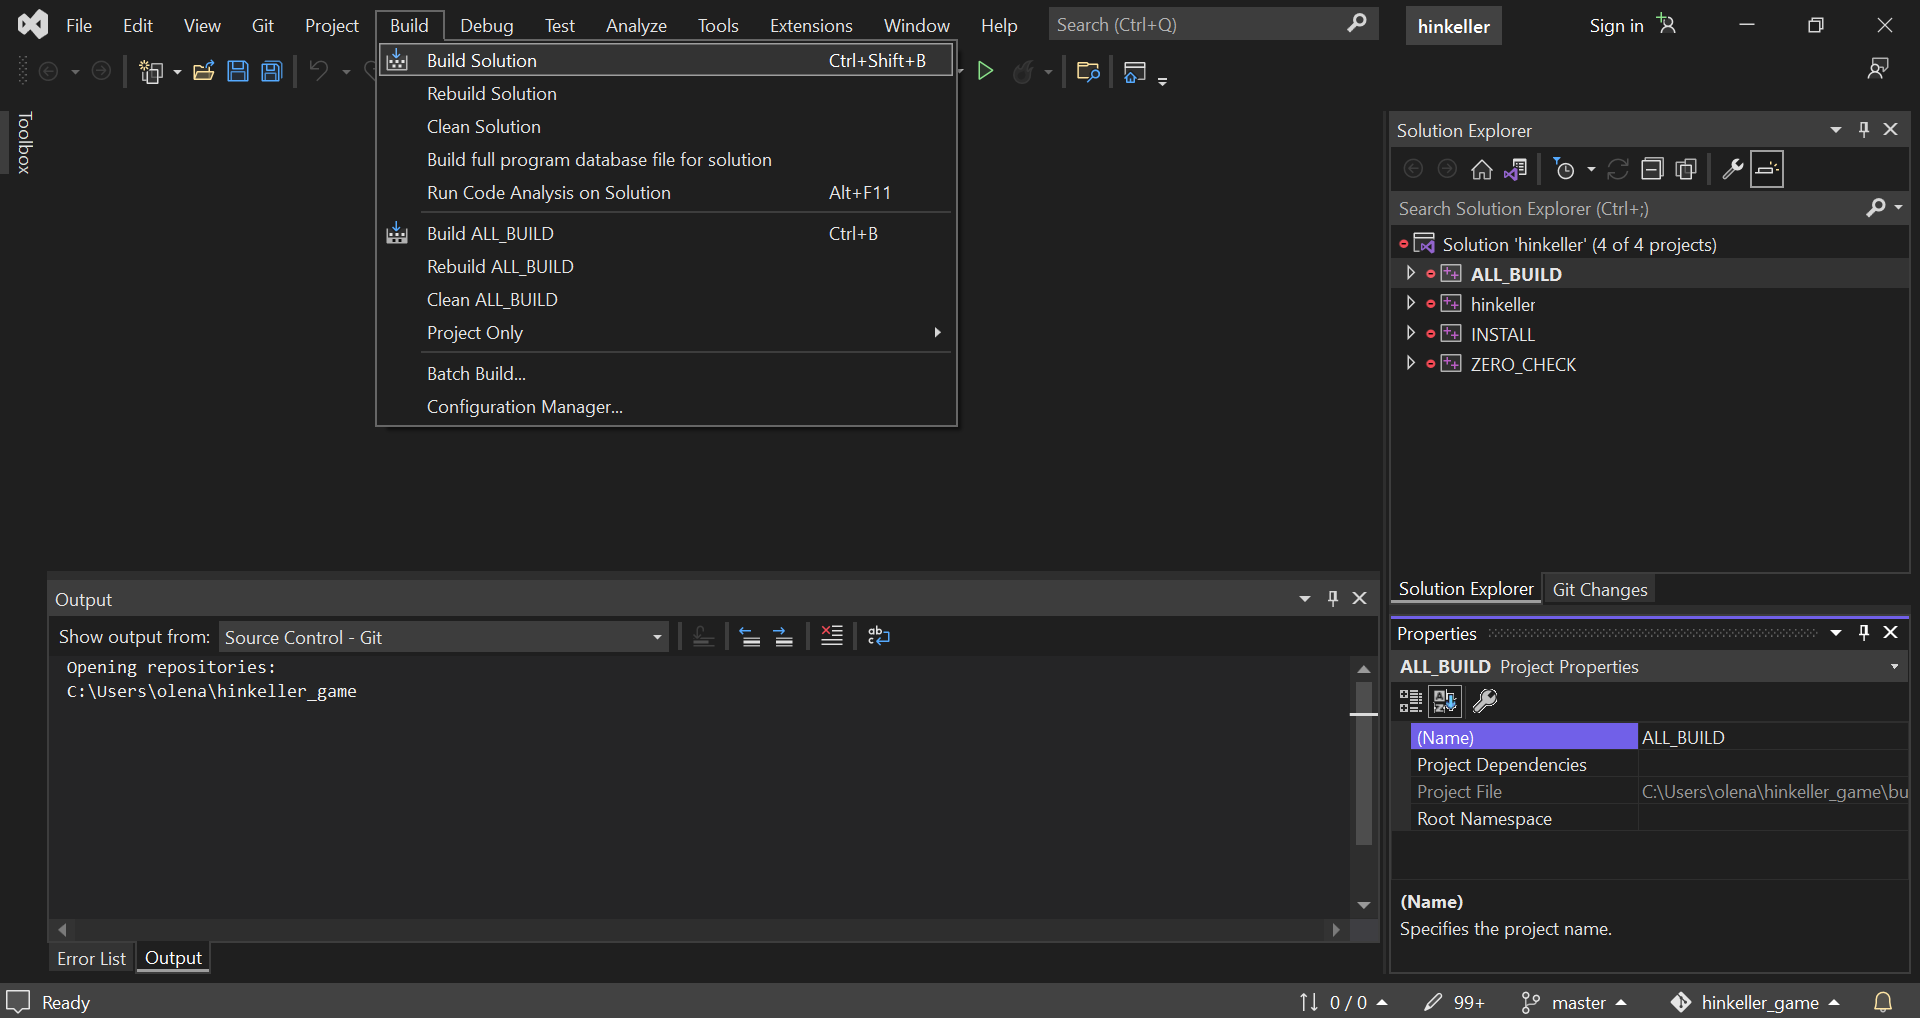 File Edit View Git Project Build Debug Test Analyze Tools Extensions Window Help Search (Ctrl+Q) hinkeller Sign in
Build Solution Ctrl+Shift+B
Rebuild Solution
Clean Solution
Build full program database file for solution
Run Code Analysis on Solution Alt+F11
Build ALL_BUILD Ctrl+B
Rebuild ALL_BUILD
Clean ALL_BUILD
Project Only
Batch Build...
Configuration Manager...
Toolbox
Solution Explorer
Search Solution Explorer (Ctrl+;)
Solution 'hinkeller' (4 of 4 projects)
ALL_BUILD
hinkeller
INSTALL
ZERO_CHECK
Solution Explorer Git Changes
Output
Show output from: Source Control - Git
Opening repositories:
C:\Users\olena\hinkeller_game
Error List Output
Properties
ALL_BUILD Project Properties
(Name) ALL_BUILD
Project Dependencies
Project File C:\Users\olena\hinkeller_game\bu
Root Namespace
(Name)
Specifies the project name.
Ready 0 / 0 99+ master hinkeller_game